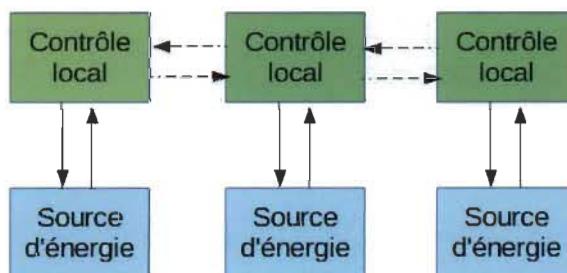 Contrôle
local
Contrôle
local
Contrôle
local
Source
d'énergie
Source
d'énergie
Source
d'énergie